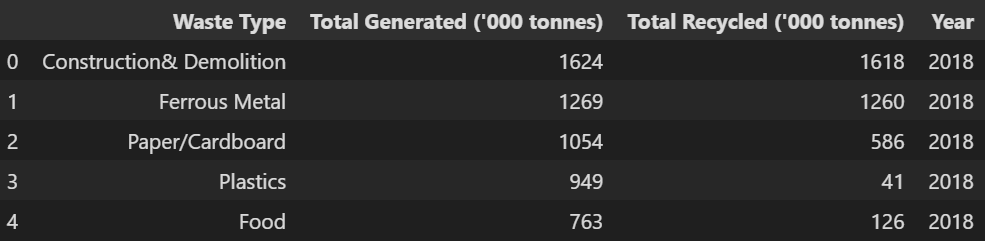 Waste Type Total Generated ('000 tonnes) Total Recycled ('000 tonnes) Year
0 Construction& Demolition 1624 1618 2018
1 Ferrous Metal 1269 1260 2018
2 Paper/Cardboard 1054 586 2018
3 Plastics 949 41 2018
4 Food 763 126 2018